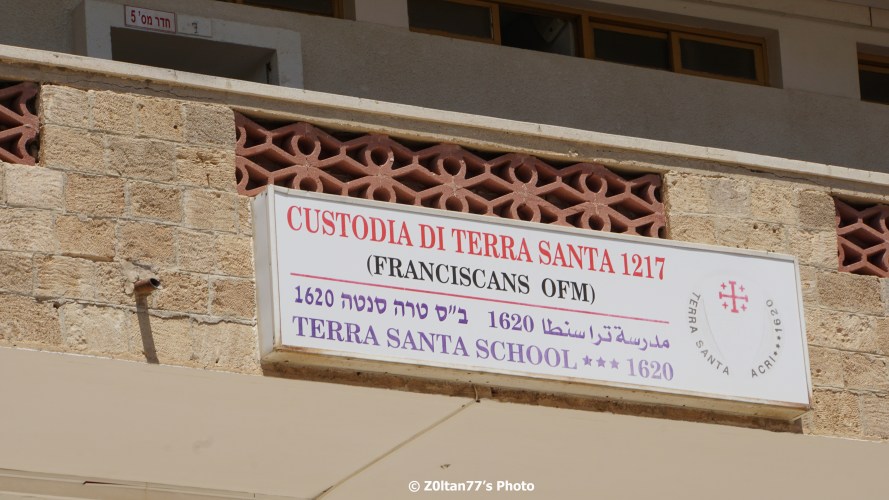 חדר מס' 5
CUSTODIA DI TERRA SANTA 1217
(FRANCISCANS OFM)
ב"ס טרה סנטה 1620 مدرسة تراسنطا 1620
TERRA SANTA SCHOOL *** 1620
TERRA SANTA ACRI***1620
© Z0ltan77's Photo